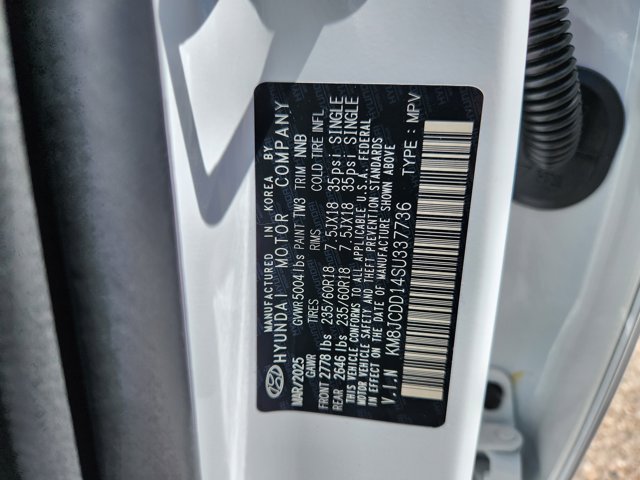 MANUFACTURED IN KOREA BY
HYUNDAI MOTOR COMPANY
MAR/2025 GVWR 5004 lbs PAINT TW3 TRIM NNB
GAWR TIRES RIMS COLD TIRE INFL.
FRONT 2778 lbs 235/60R18 7.5JX18 35psi SINGLE
REAR 2646 lbs 235/60R18 7.5JX18 35psi SINGLE
THIS VEHICLE CONFORMS TO ALL APPLICABLE U.S.A. FEDERAL
MOTOR VEHICLE SAFETY AND THEFT PREVENTION STANDARDS
IN EFFECT ON THE DATE OF MANUFACTURE SHOWN ABOVE
V.I.N KM8JCDD14SU337736 TYPE : MPV